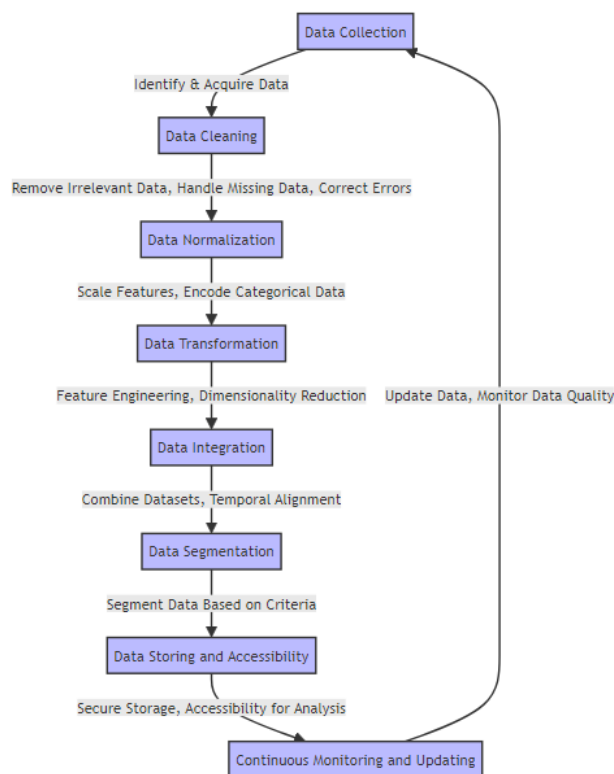 Data Collection
Identify & Acquire Data
Data Cleaning
Remove Irrelevant Data, Handle Missing Data, Correct Errors
Data Normalization
Scale Features, Encode Categorical Data
Data Transformation
Feature Engineering, Dimensionality Reduction
Update Data, Monitor Data Quality
Data Integration
Combine Datasets, Temporal Alignment
Data Segmentation
Segment Data Based on Criteria
Data Storing and Accessibility
Secure Storage, Accessibility for Analysis
Continuous Monitoring and Updating